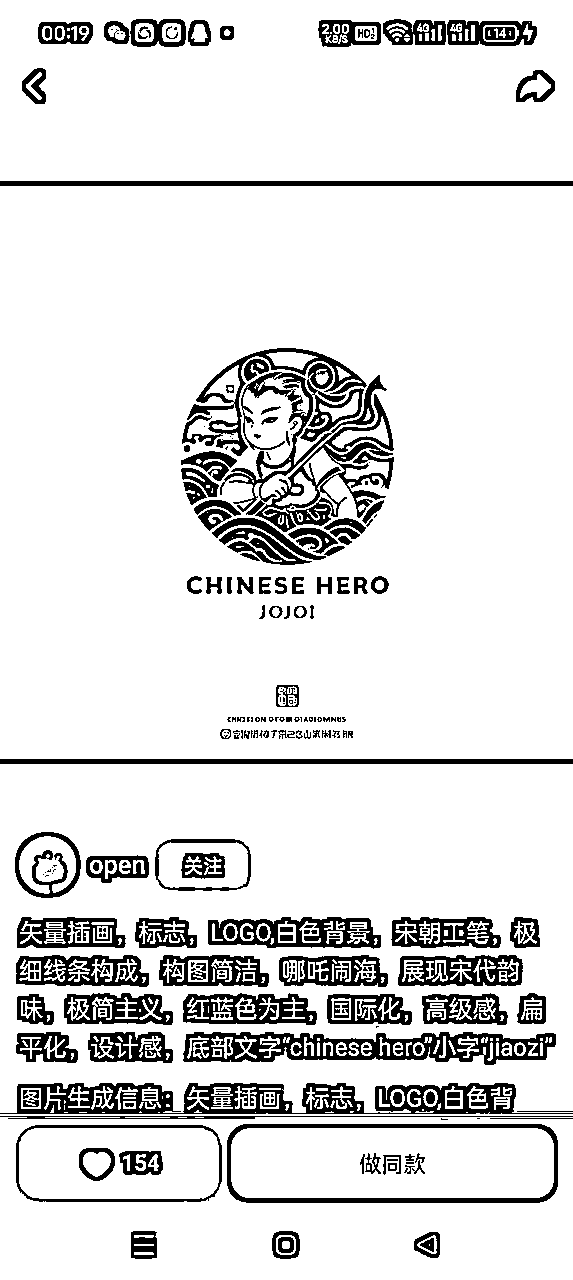 00:19
2.00 KB/S HD 4G 4G 14
CHINESE HERO
JOJOI
open 关注
矢量插画，标志，LOGO,白色背景，宋朝工笔，极
细线条构成，构图简洁，哪吒闹海，展现宋代韵
味，极简主义，红蓝色为主，国际化，高级感，扁
平化，设计感，底部文字“chinese hero”小字“jiaozi”
图片生成信息：矢量插画，标志，LOGO,白色背
154
做同款